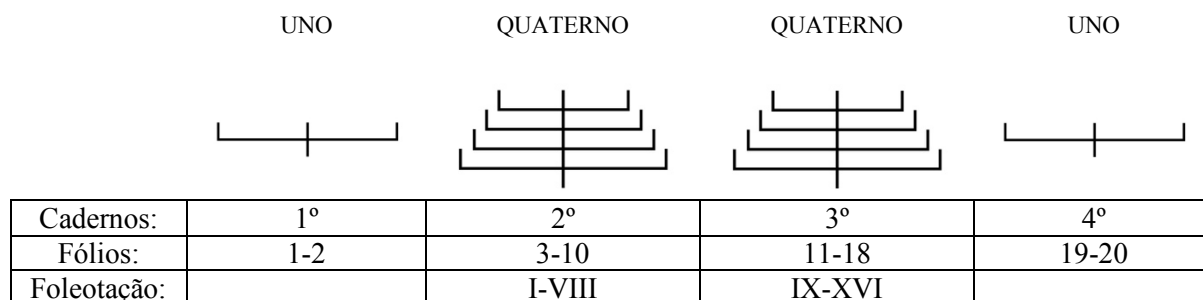 UNO QUATERNO QUATERNO UNO
Cadernos: 1º 2º 3º 4º
Fólios: 1-2 3-10 11-18 19-20
Foleotação: I-VIII IX-XVI